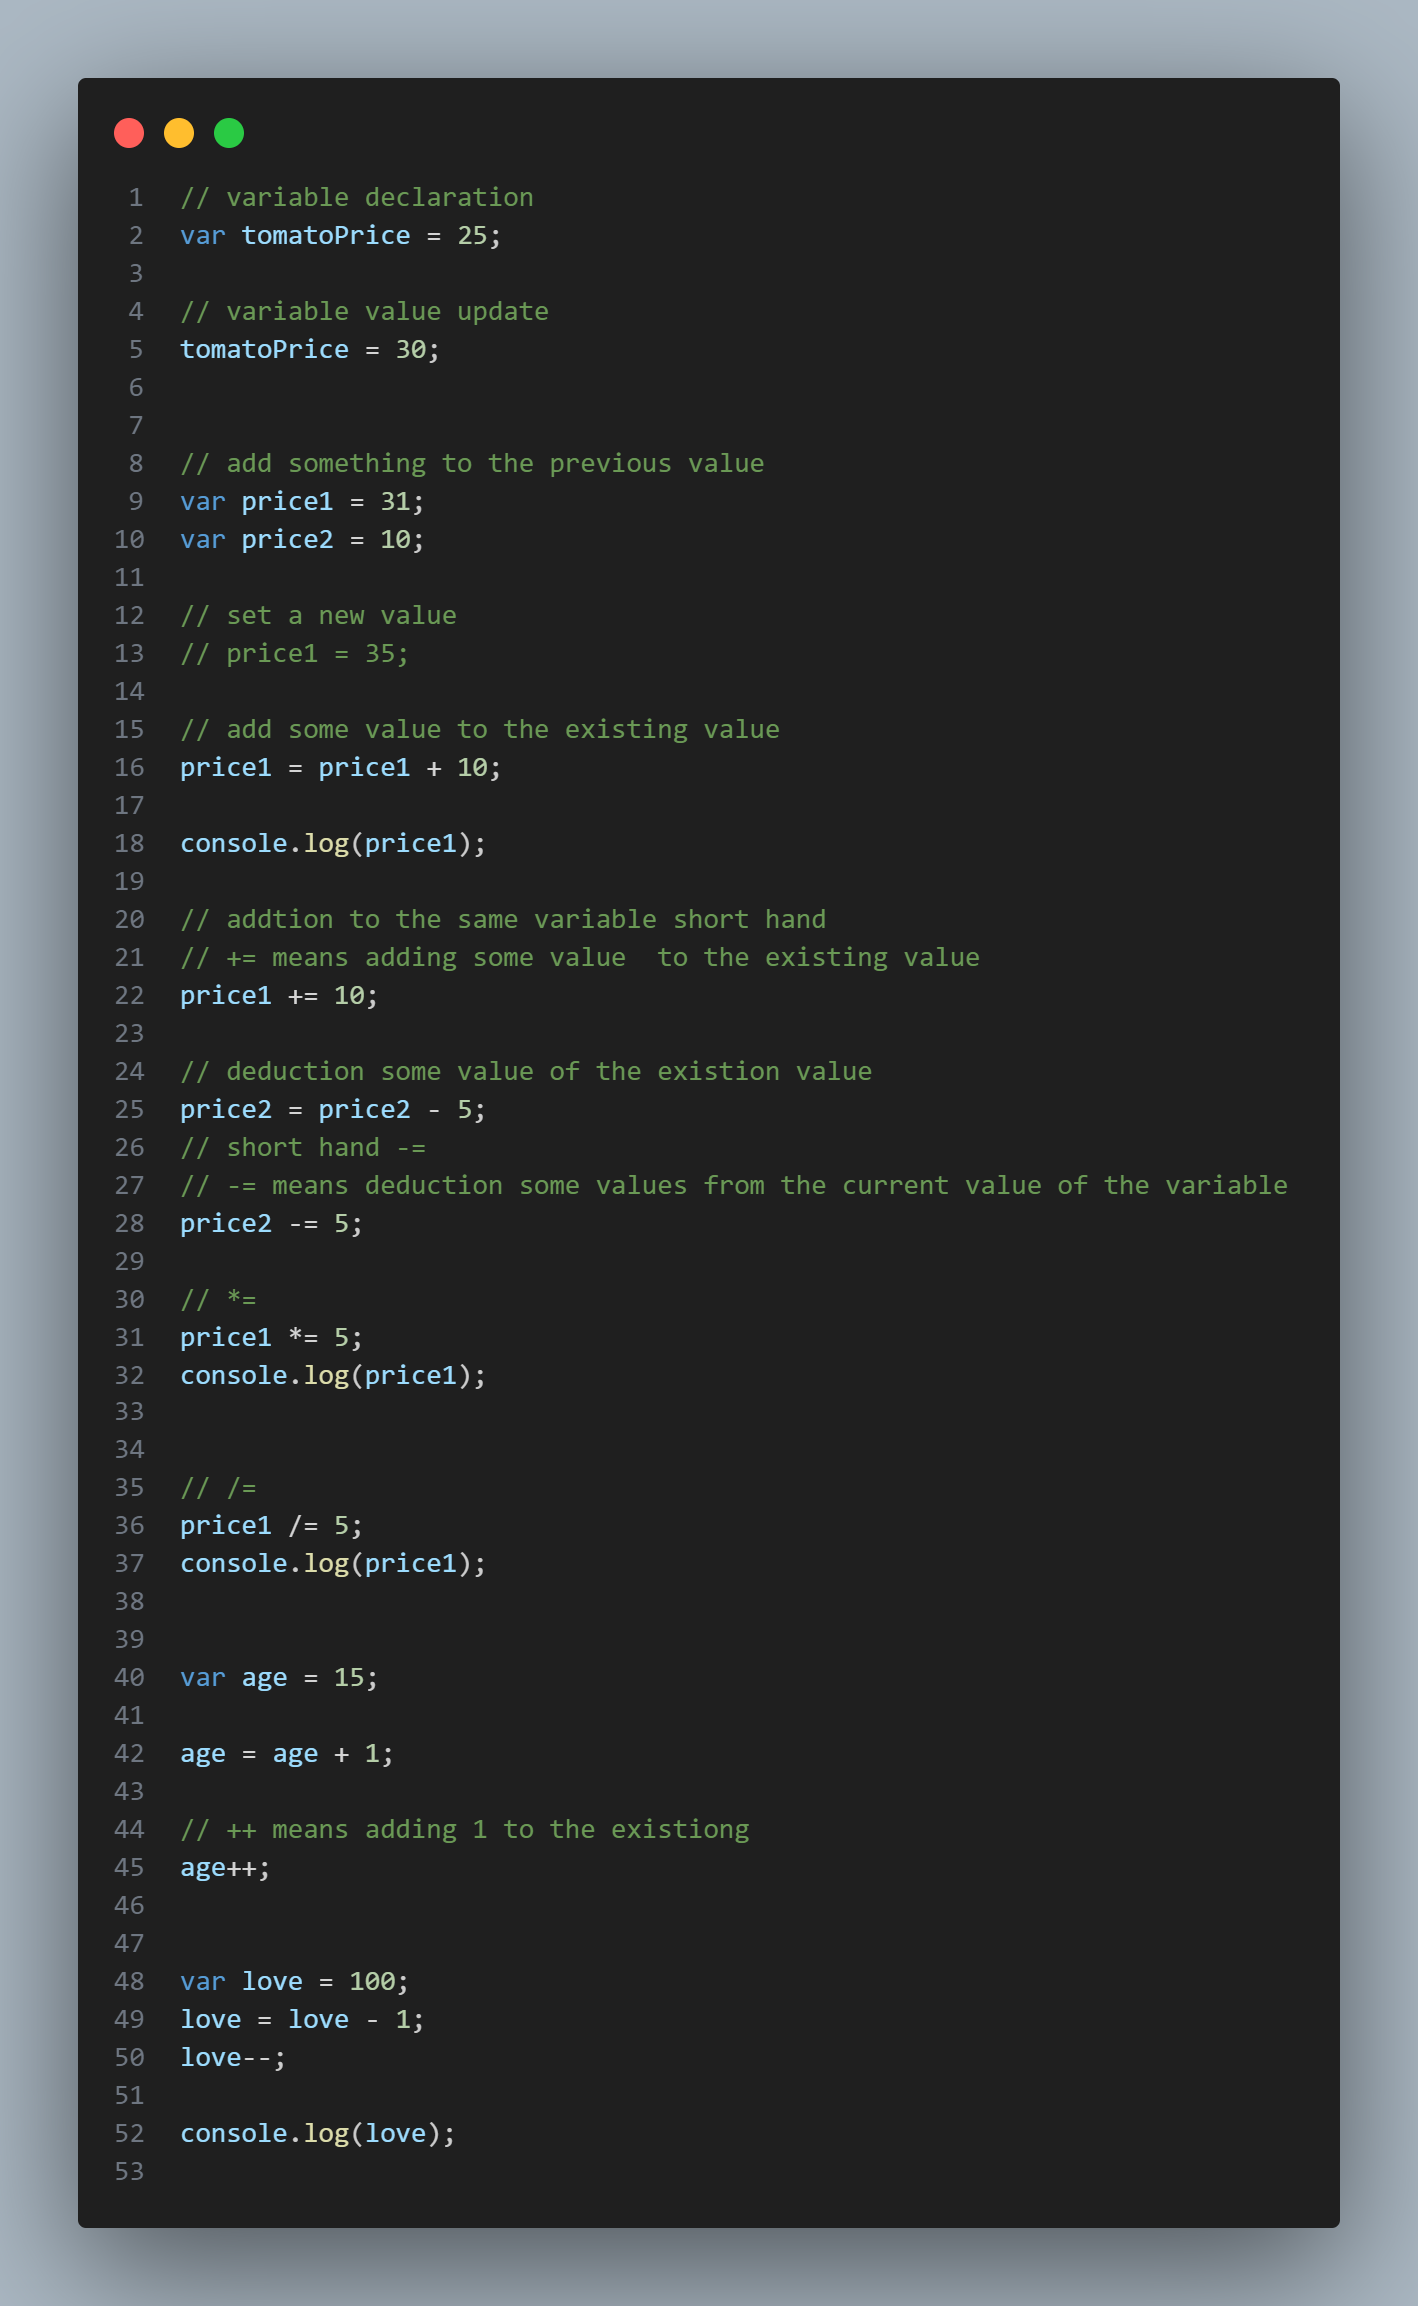 1 // variable declaration
2 var tomatoPrice = 25;
3
4 // variable value update
5 tomatoPrice = 30;
6
7
8 // add something to the previous value
9 var price1 = 31;
10 var price2 = 10;
11
12 // set a new value
13 // price1 = 35;
14
15 // add some value to the existing value
16 price1 = price1 + 10;
17
18 console.log(price1);
19
20 // addtion to the same variable short hand
21 // += means adding some value  to the existing value
22 price1 += 10;
23
24 // deduction some value of the existion value
25 price2 = price2 - 5;
26 // short hand -=
27 // -= means deduction some values from the current value of the variable
28 price2 -= 5;
29
30 // *=
31 price1 *= 5;
32 console.log(price1);
33
34
35 // /=
36 price1 /= 5;
37 console.log(price1);
38
39
40 var age = 15;
41
42 age = age + 1;
43
44 // ++ means adding 1 to the existiong
45 age++;
46
47
48 var love = 100;
49 love = love - 1;
50 love--;
51
52 console.log(love);
53